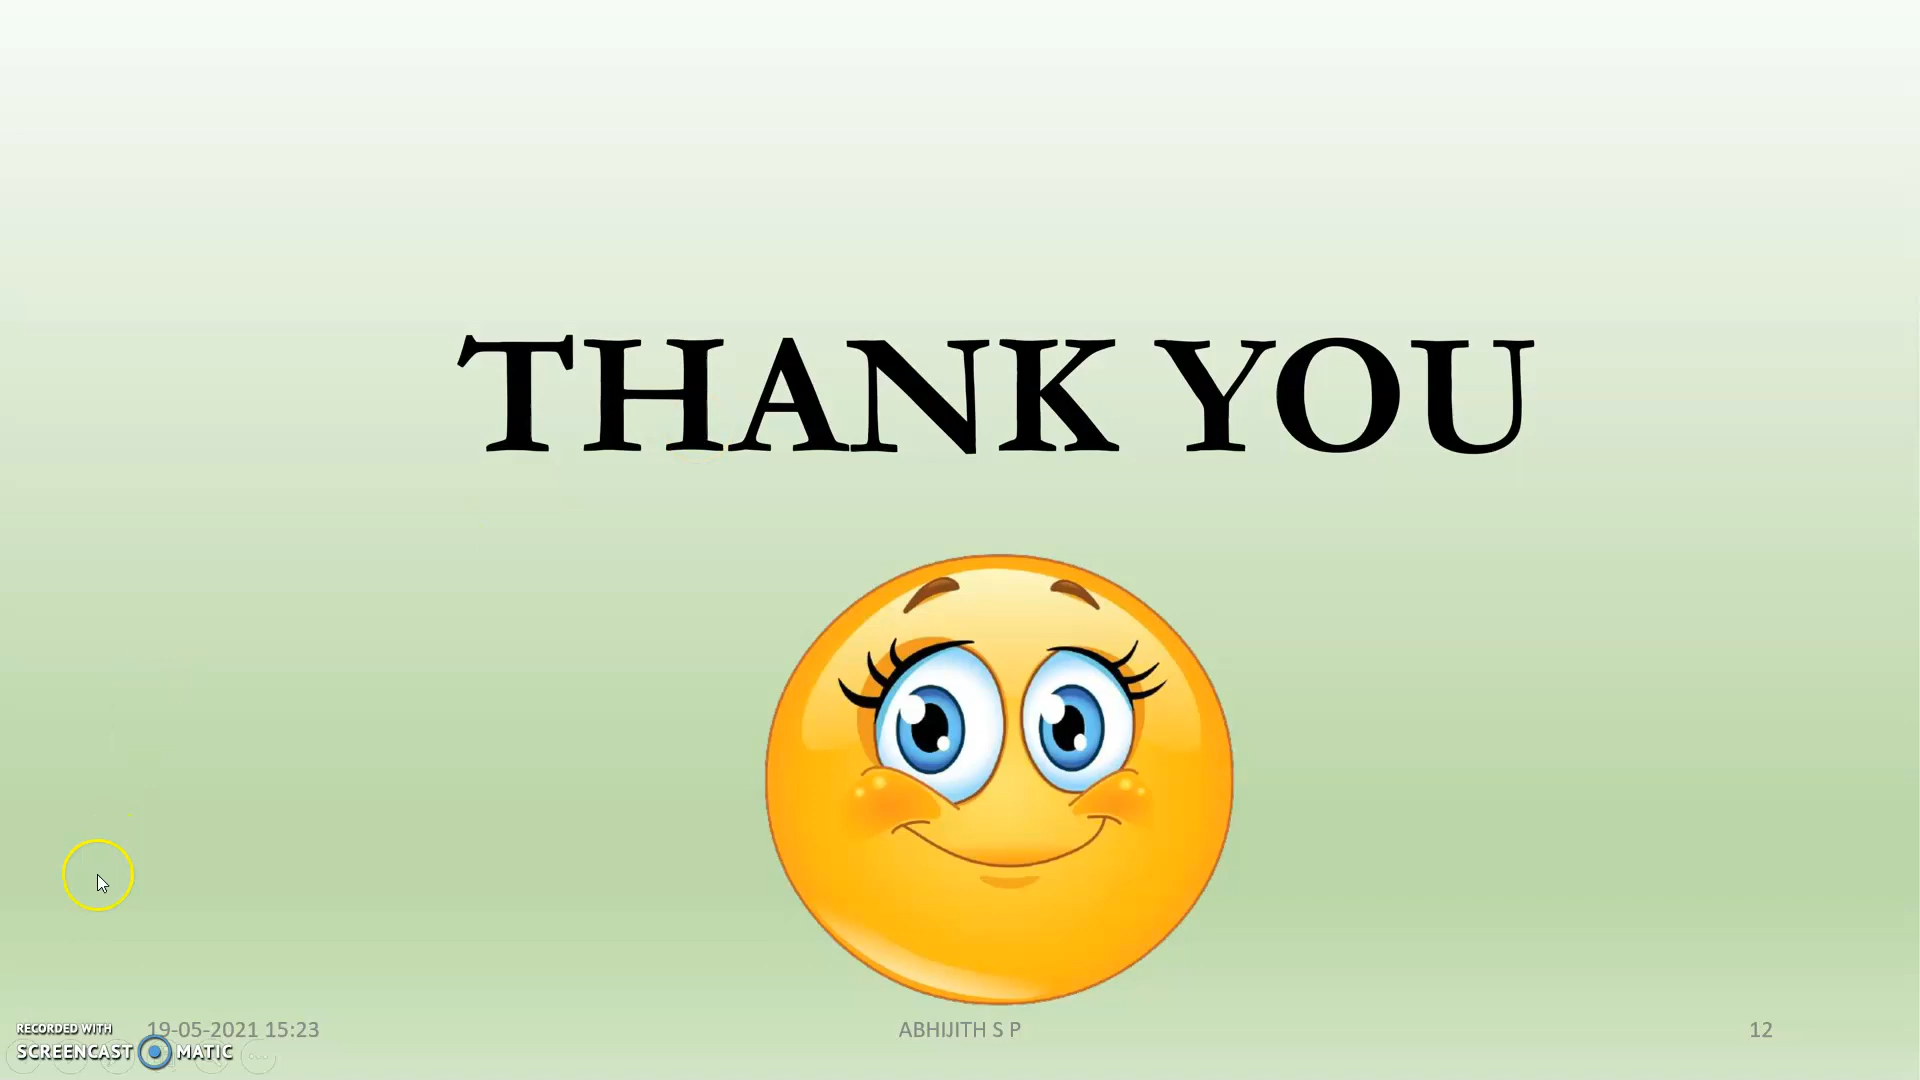 THANK YOU
RECORDED WITH
SCREENCAST MATIC
19-05-2021 15:23
ABHIJITH S P
12